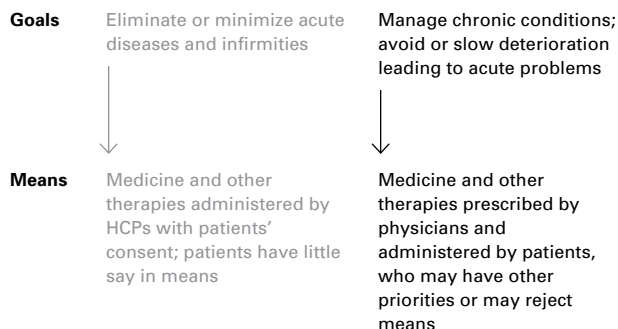 Goals
Eliminate or minimize acute
diseases and infirmities
Manage chronic conditions;
avoid or slow deterioration
leading to acute problems
Means
Medicine and other
therapies administered by
HCPs with patients’
consent; patients have little
say in means
Medicine and other
therapies prescribed by
physicians and
administered by patients,
who may have other
priorities or may reject
means